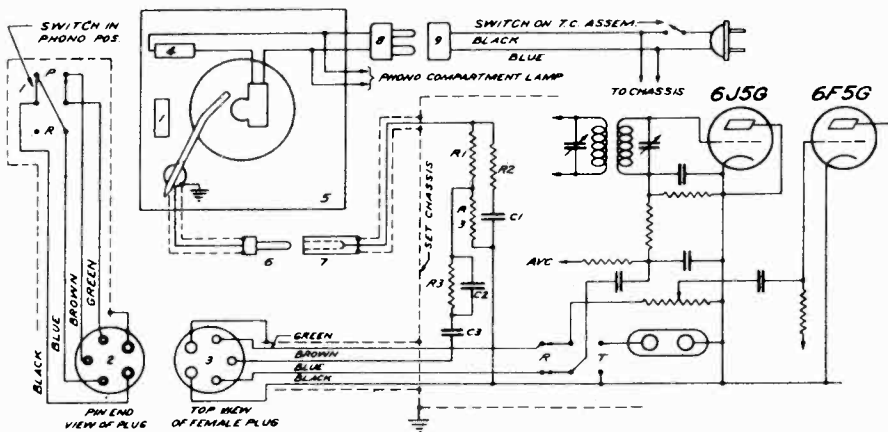 SWITCH IN
PHONO POS.
P
R
BLACK
BLUE
BROWN
GREEN
2
PIN END
VIEW OF PLUG
4
1
5
8
9
SWITCH ON T.C. ASSEM.
BLACK
BLUE
PHONO COMPARTMENT LAMP
TO CHASSIS
6J5G
6F5G
6
7
SET CHASSIS
R1
R2
R
3
C1
R3
C2
C3
AVC
3
TOP VIEW
OF FEMALE PLUG
GREEN
BROWN
BLUE
BLACK
R
T